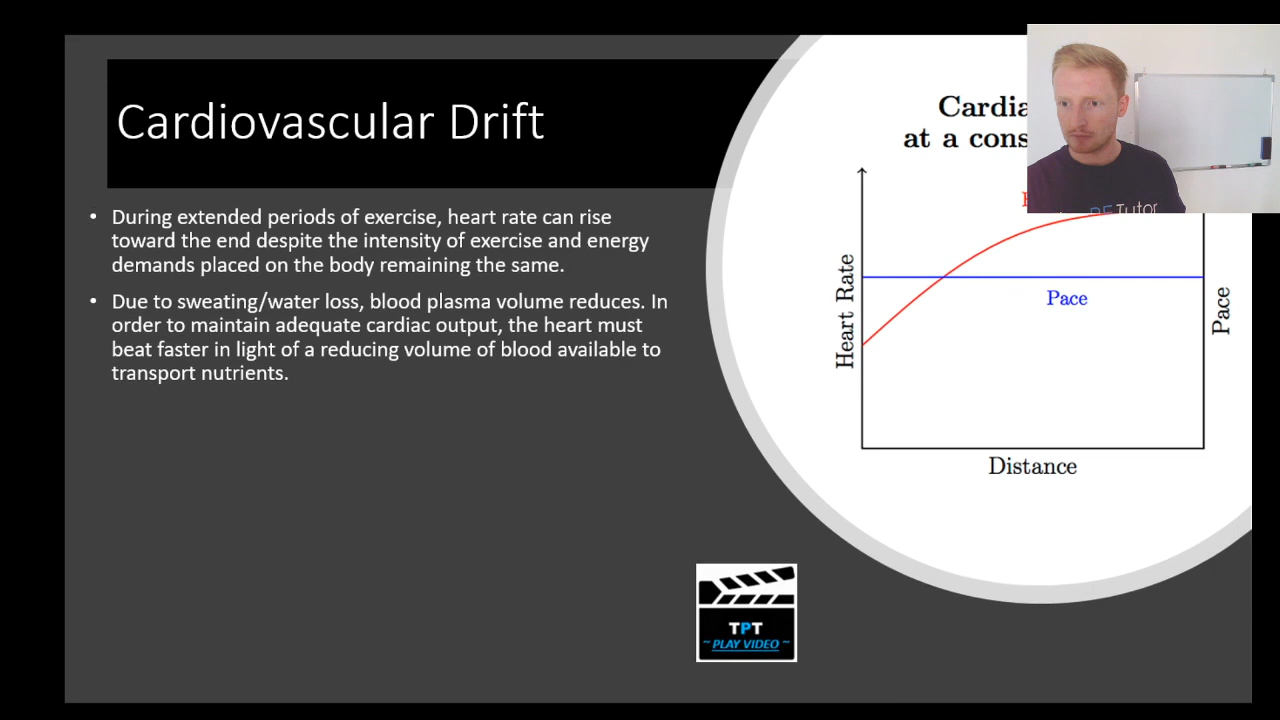 Cardiovascular Drift
• During extended periods of exercise, heart rate can rise
toward the end despite the intensity of exercise and energy
demands placed on the body remaining the same.
• Due to sweating/water loss, blood plasma volume reduces. In
order to maintain adequate cardiac output, the heart must
beat faster in light of a reducing volume of blood available to
transport nutrients.
at a
Heart Rate
Pace
Pace
Distance
Tutor
TPT
~ PLAY VIDEO ~